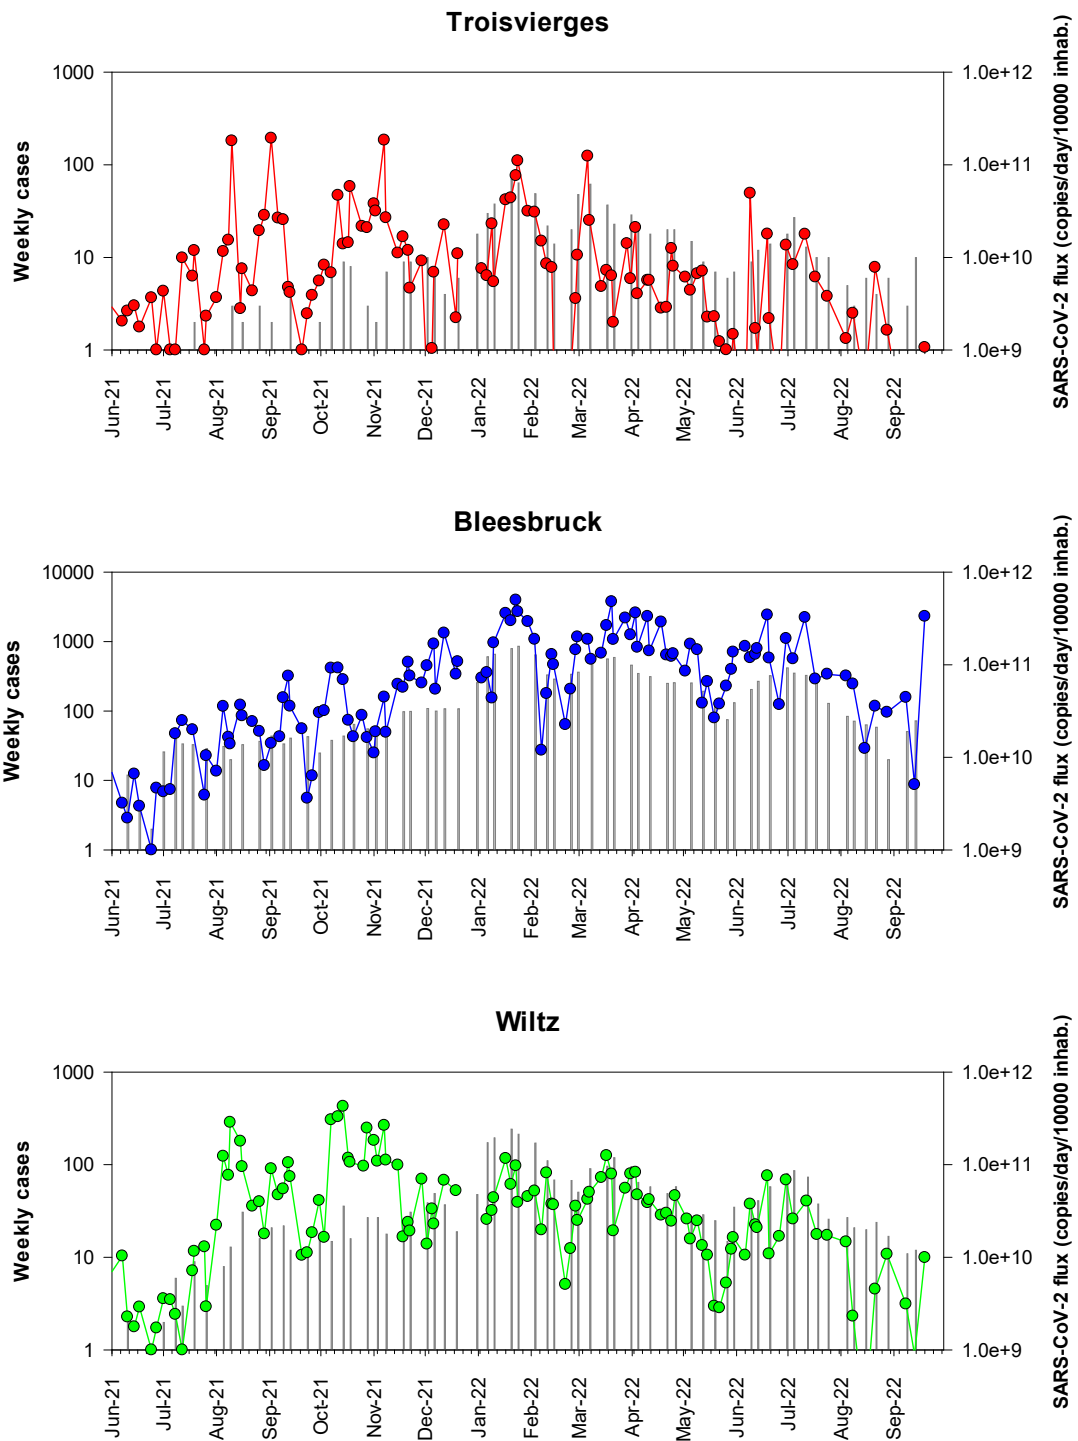 Troisvierges
Weekly cases
1000
100
10
1
1.0e+12
1.0e+11
1.0e+10
1.0e+9
SARS-CoV-2 flux (copies/day/10000 inhab.)
Jun-21
Jul-21
Aug-21
Sep-21
Oct-21
Nov-21
Dec-21
Jan-22
Feb-22
Mar-22
Apr-22
May-22
Jun-22
Jul-22
Aug-22
Sep-22
Bleesbruck
Weekly cases
10000
1000
100
10
1
1.0e+12
1.0e+11
1.0e+10
1.0e+9
SARS-CoV-2 flux (copies/day/10000 inhab.)
Jun-21
Jul-21
Aug-21
Sep-21
Oct-21
Nov-21
Dec-21
Jan-22
Feb-22
Mar-22
Apr-22
May-22
Jun-22
Jul-22
Aug-22
Sep-22
Wiltz
Weekly cases
1000
100
10
1
1.0e+12
1.0e+11
1.0e+10
1.0e+9
SARS-CoV-2 flux (copies/day/10000 inhab.)
Jun-21
Jul-21
Aug-21
Sep-21
Oct-21
Nov-21
Dec-21
Jan-22
Feb-22
Mar-22
Apr-22
May-22
Jun-22
Jul-22
Aug-22
Sep-22